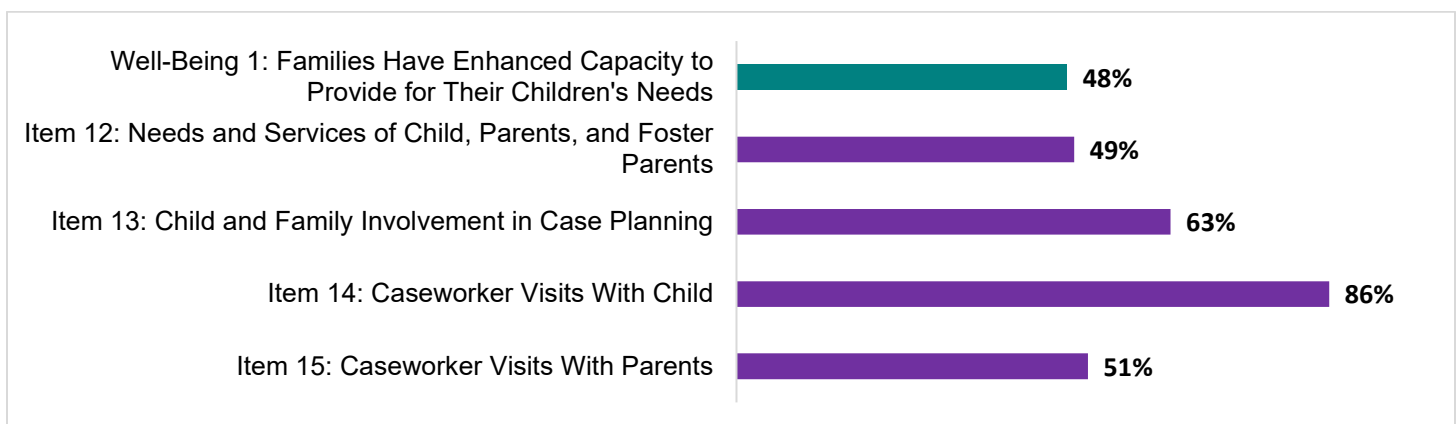 Well-Being 1: Families Have Enhanced Capacity to
Provide for Their Children's Needs
48%
Item 12: Needs and Services of Child, Parents, and Foster
Parents
49%
Item 13: Child and Family Involvement in Case Planning
63%
Item 14: Caseworker Visits With Child
86%
Item 15: Caseworker Visits With Parents
51%